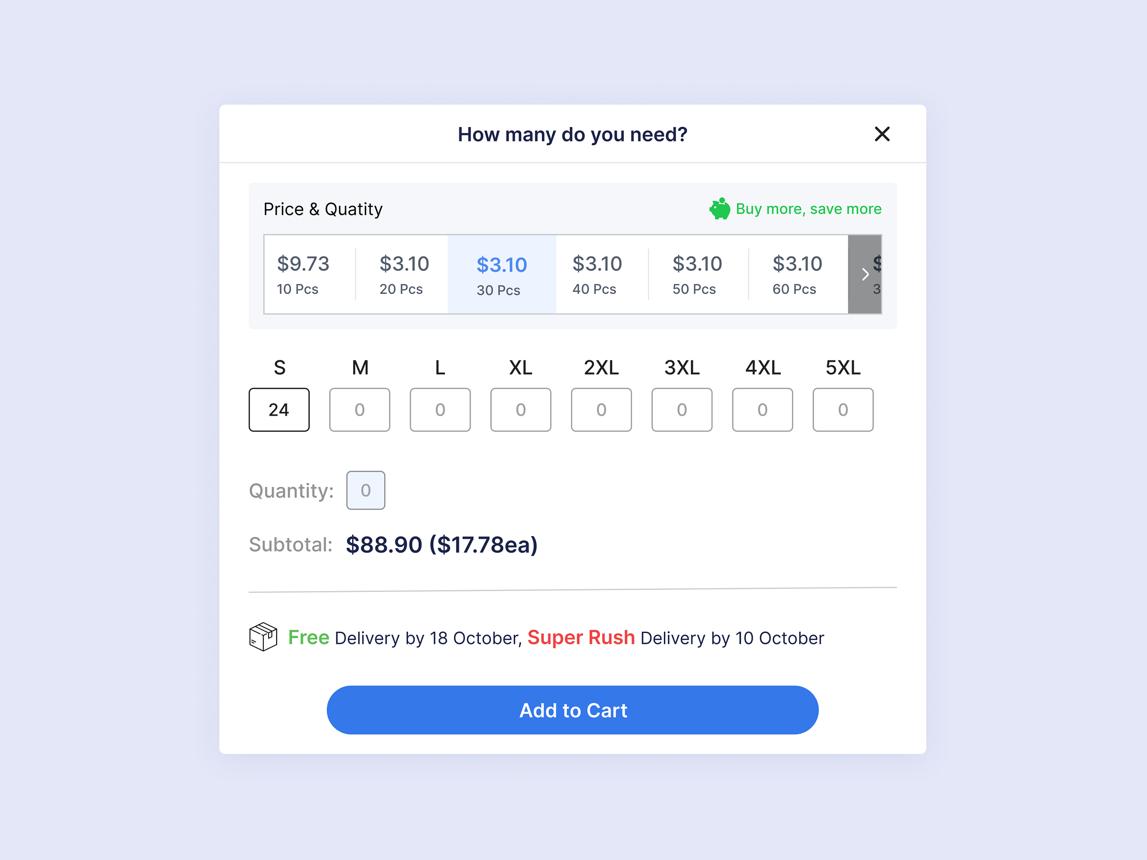 How many do you need?
Price & Quatity
Buy more, save more
$9.73 $3.10 $3.10 $3.10 $3.10 $3.10 $
10 Pcs 20 Pcs 30 Pcs 40 Pcs 50 Pcs 60 Pcs 3
S M L XL 2XL 3XL 4XL 5XL
24 0 0 0 0 0 0 0
Quantity: 0
Subtotal: $88.90 ($17.78ea)
Free Delivery by 18 October, Super Rush Delivery by 10 October
Add to Cart